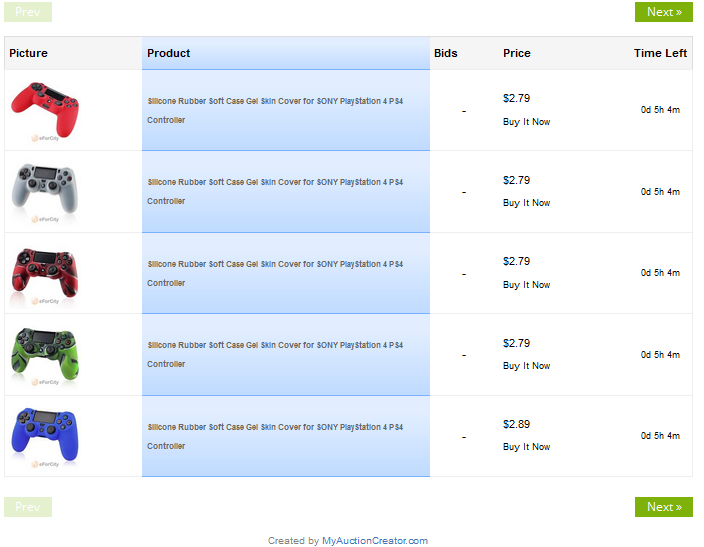 Prev
Next »
Picture Product Bids Price Time Left
eForCity
Silicone Rubber Soft Case Gel Skin Cover for SONY PlayStation 4 PS4
Controller
-
$2.79
Buy It Now
0d 5h 4m
eForCity
Silicone Rubber Soft Case Gel Skin Cover for SONY PlayStation 4 PS4
Controller
-
$2.79
Buy It Now
0d 5h 4m
eForCity
Silicone Rubber Soft Case Gel Skin Cover for SONY PlayStation 4 PS4
Controller
-
$2.79
Buy It Now
0d 5h 4m
eForCity
Silicone Rubber Soft Case Gel Skin Cover for SONY PlayStation 4 PS4
Controller
-
$2.79
Buy It Now
0d 5h 4m
eForCity
Silicone Rubber Soft Case Gel Skin Cover for SONY PlayStation 4 PS4
Controller
-
$2.89
Buy It Now
0d 5h 4m
Prev
Next »
Created by MyAuctionCreator.com